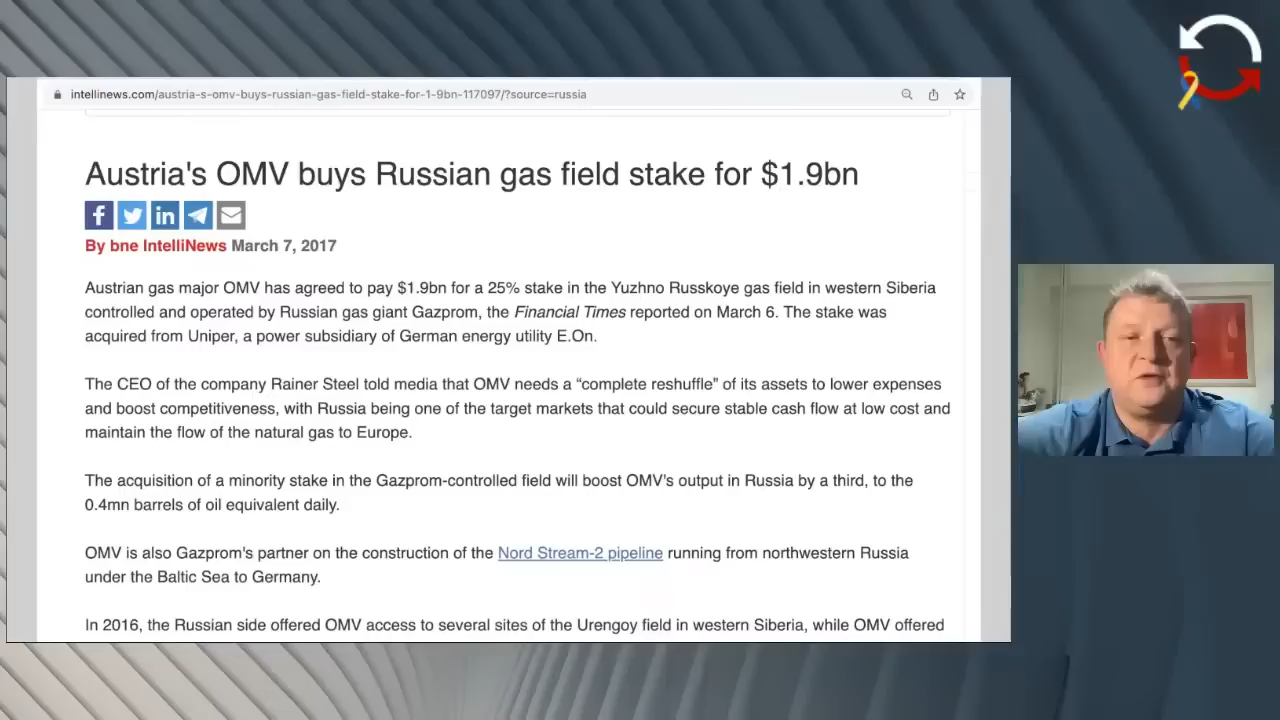 intellinews.com/austria-s-omv-buys-russian-gas-field-stake-for-1-9bn-117097/?source=russia
Austria's OMV buys Russian gas field stake for $1.9bn
By bne IntelliNews March 7, 2017
Austrian gas major OMV has agreed to pay $1.9bn for a 25% stake in the Yuzhno Russkoye gas field in western Siberia
controlled and operated by Russian gas giant Gazprom, the Financial Times reported on March 6. The stake was
acquired from Uniper, a power subsidiary of German energy utility E.On.
The CEO of the company Rainer Steel told media that OMV needs a “complete reshuffle” of its assets to lower expenses
and boost competitiveness, with Russia being one of the target markets that could secure stable cash flow at low cost and
maintain the flow of the natural gas to Europe.
The acquisition of a minority stake in the Gazprom-controlled field will boost OMV's output in Russia by a third, to the
0.4mn barrels of oil equivalent daily.
OMV is also Gazprom's partner on the construction of the Nord Stream-2 pipeline running from northwestern Russia
under the Baltic Sea to Germany.
In 2016, the Russian side offered OMV access to several sites of the Urengoy field in western Siberia, while OMV offered